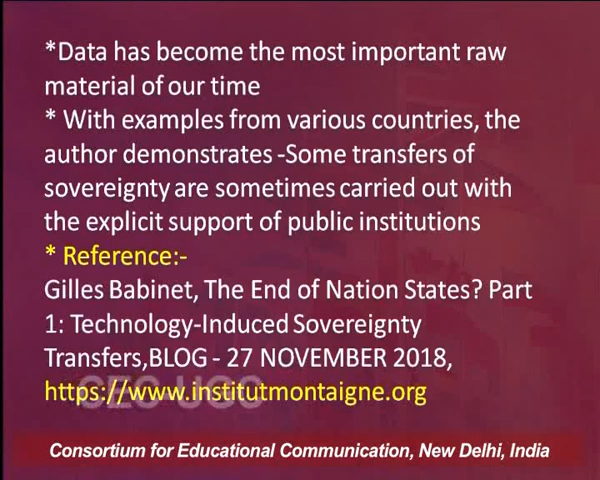 *Data has become the most important raw
material of our time
* With examples from various countries, the
author demonstrates -Some transfers of
sovereignty are sometimes carried out with
the explicit support of public institutions
* Reference:-
Gilles Babinet, The End of Nation States? Part
1: Technology-Induced Sovereignty
Transfers,BLOG - 27 NOVEMBER 2018,
https://www.institutmontaigne.org
CEC-UGC
Consortium for Educational Communication, New Delhi, India